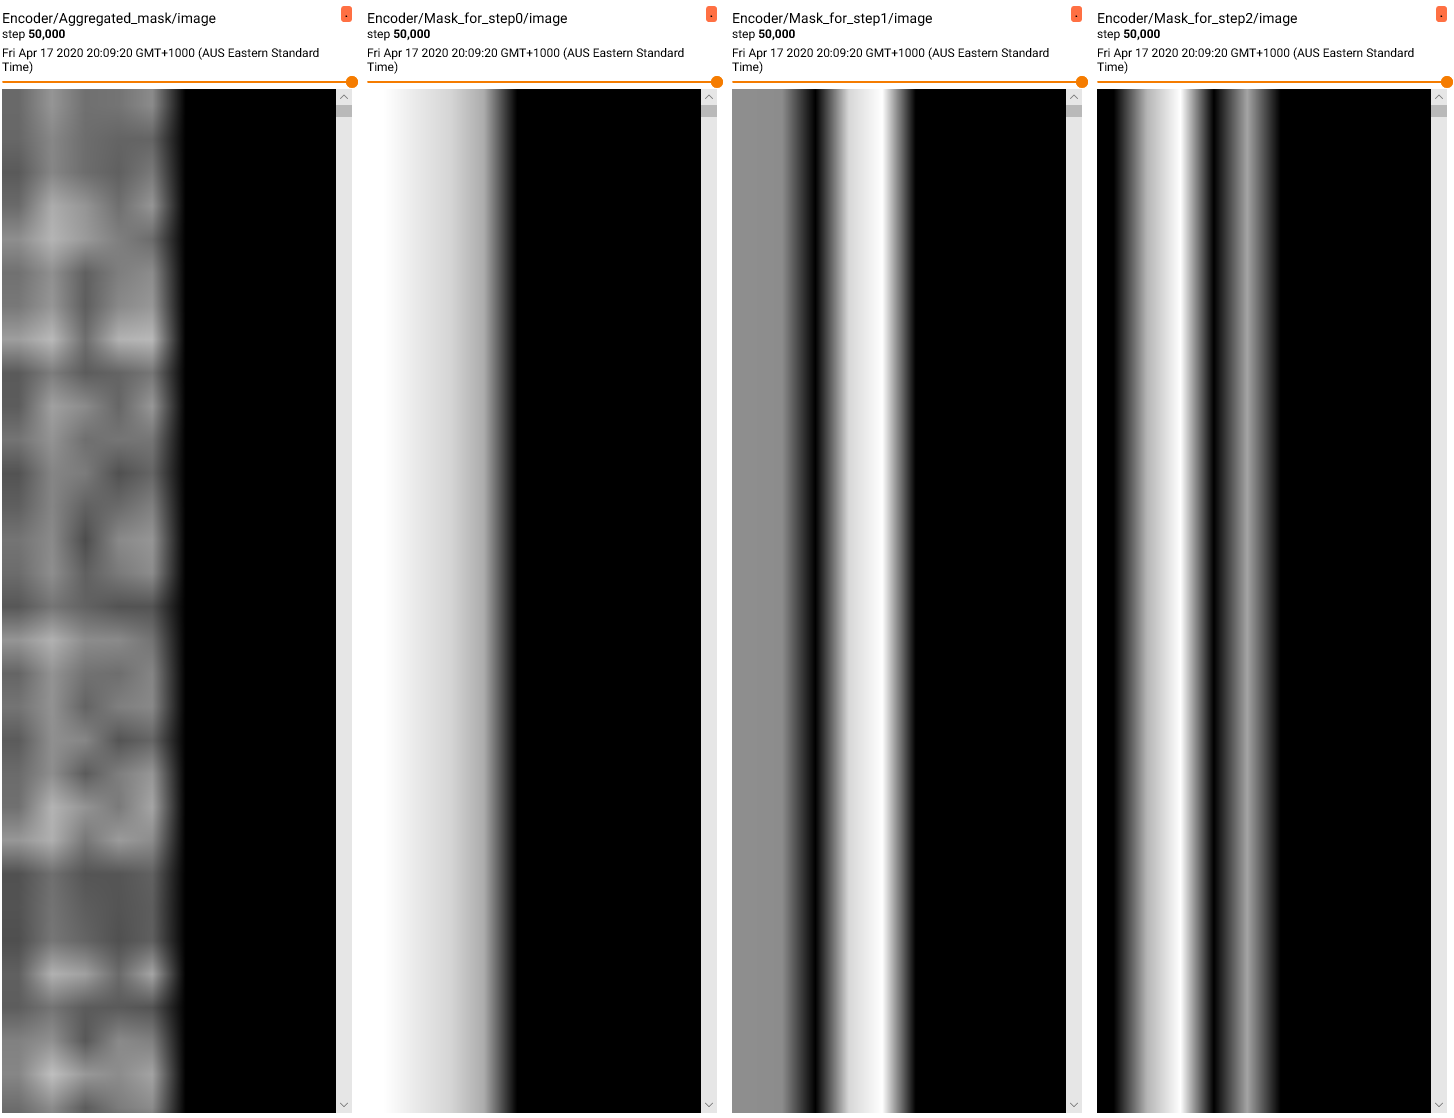 Encoder/Aggregated_mask/image
step 50,000
Fri Apr 17 2020 20:09:20 GMT+1000 (AUS Eastern Standard
Time)
Encoder/Mask_for_step0/image
step 50,000
Fri Apr 17 2020 20:09:20 GMT+1000 (AUS Eastern Standard
Time)
Encoder/Mask_for_step1/image
step 50,000
Fri Apr 17 2020 20:09:20 GMT+1000 (AUS Eastern Standard
Time)
Encoder/Mask_for_step2/image
step 50,000
Fri Apr 17 2020 20:09:20 GMT+1000 (AUS Eastern Standard
Time)